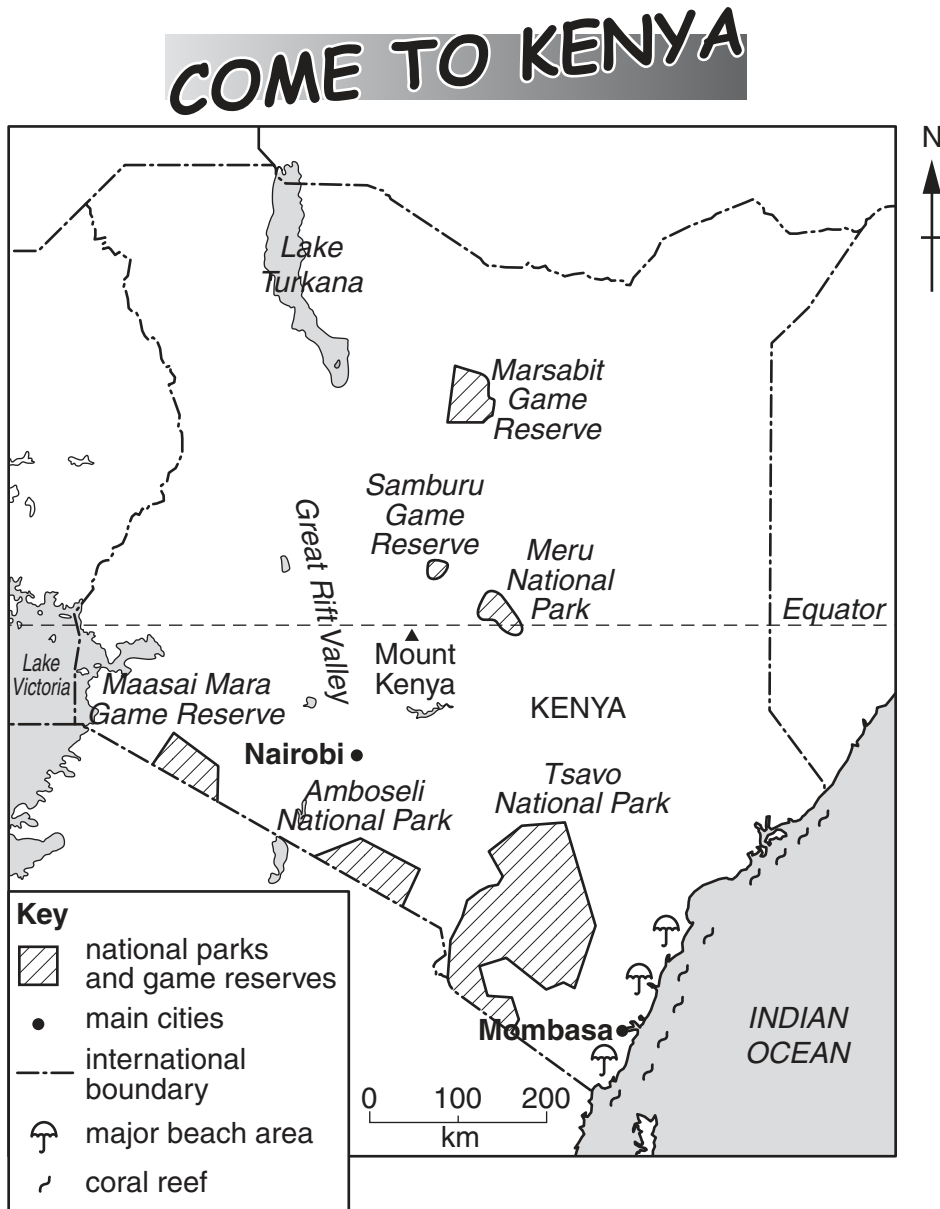 COME TO KENYA
N
Lake
Turkana
Marsabit
Game
Reserve
Samburu
Game
Reserve
Great Rift Valley
Meru
National
Park
Equator
Lake
Victoria
Mount
Kenya
Maasai Mara
Game Reserve
KENYA
Nairobi
Amboseli
National Park
Tsavo
National Park
Mombasa
INDIAN
OCEAN
Key
national parks
and game reserves
main cities
international
boundary
major beach area
coral reef
0 100 200
km